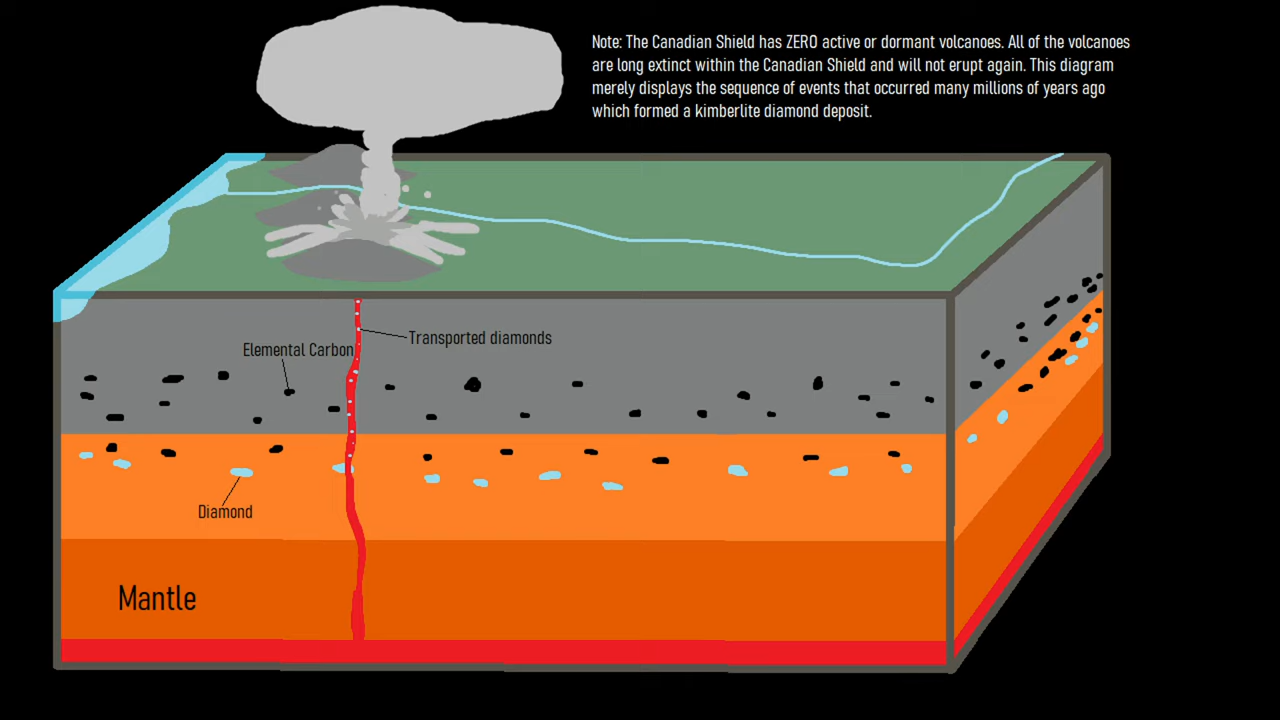 Note: The Canadian Shield has ZERO active or dormant volcanoes. All of the volcanoes
are long extinct within the Canadian Shield and will not erupt again. This diagram
merely displays the sequence of events that occurred many millions of years ago
which formed a kimberlite diamond deposit.
Transported diamonds
Elemental Carbon
Diamond
Mantle